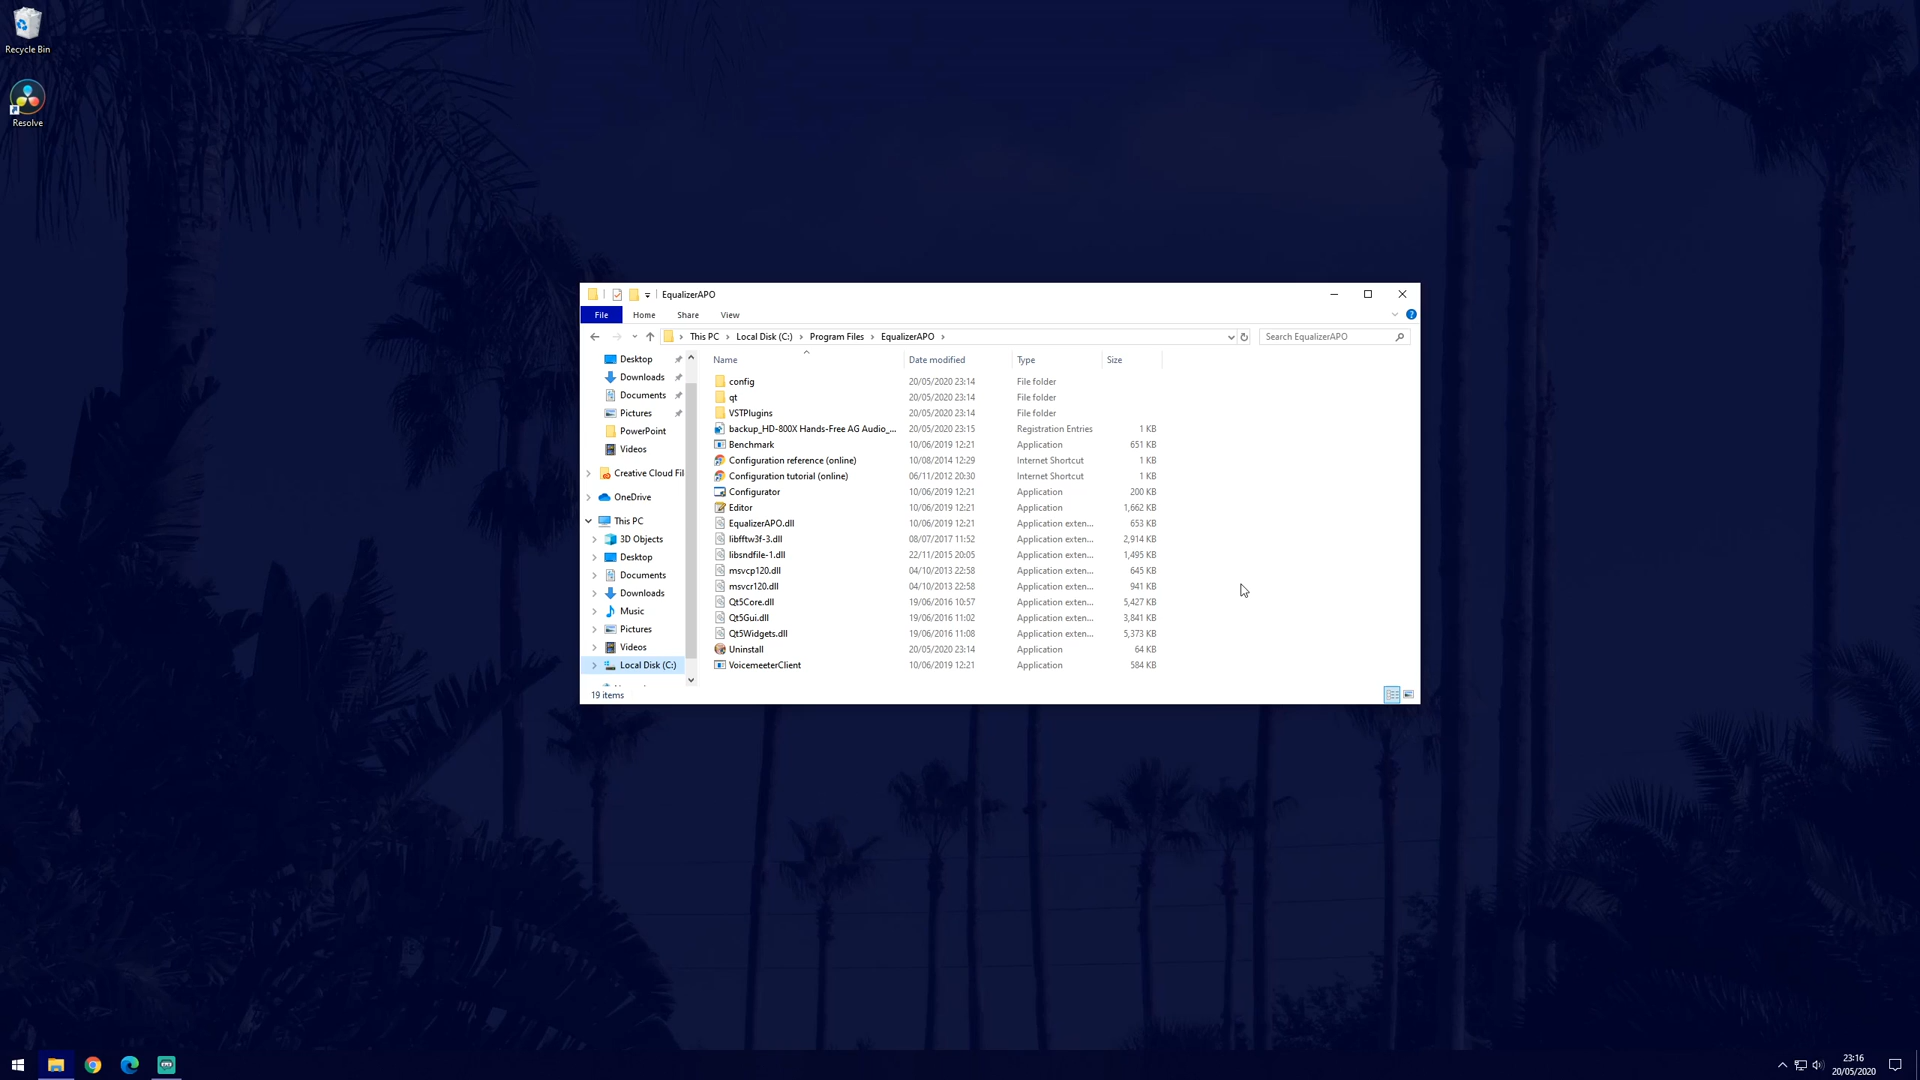 Recycle Bin
Resolve
EqualizerAPO
File Home Share View
This PC Local Disk (C:) Program Files EqualizerAPO
Search EqualizerAPO
Name Date modified Type Size
Desktop
Downloads
Documents
Pictures
PowerPoint
Videos
Creative Cloud Fil
OneDrive
This PC
3D Objects
Desktop
Documents
Downloads
Music
Pictures
Videos
Local Disk (C:)
config 20/05/2020 23:14 File folder
qt 20/05/2020 23:14 File folder
VSTPlugins 20/05/2020 23:14 File folder
backup_HD-800X Hands-Free AG Audio_... 20/05/2020 23:15 Registration Entries 1 KB
Benchmark 10/06/2019 12:21 Application 651 KB
Configuration reference (online) 10/08/2014 12:29 Internet Shortcut 1 KB
Configuration tutorial (online) 06/11/2012 20:30 Internet Shortcut 1 KB
Configurator 10/06/2019 12:21 Application 200 KB
Editor 10/06/2019 12:21 Application 1,662 KB
EqualizerAPO.dll 10/06/2019 12:21 Application exten... 653 KB
libfftw3f-3.dll 08/07/2017 11:52 Application exten... 2,914 KB
libsndfile-1.dll 22/11/2015 20:05 Application exten... 1,495 KB
msvcp120.dll 04/10/2013 22:58 Application exten... 645 KB
msvcr120.dll 04/10/2013 22:58 Application exten... 941 KB
Qt5Core.dll 19/06/2016 10:57 Application exten... 5,427 KB
Qt5Gui.dll 19/06/2016 11:02 Application exten... 3,841 KB
Qt5Widgets.dll 19/06/2016 11:08 Application exten... 5,373 KB
Uninstall 20/05/2020 23:14 Application 64 KB
VoicemeeterClient 10/06/2019 12:21 Application 584 KB
19 items
23:16
20/05/2020